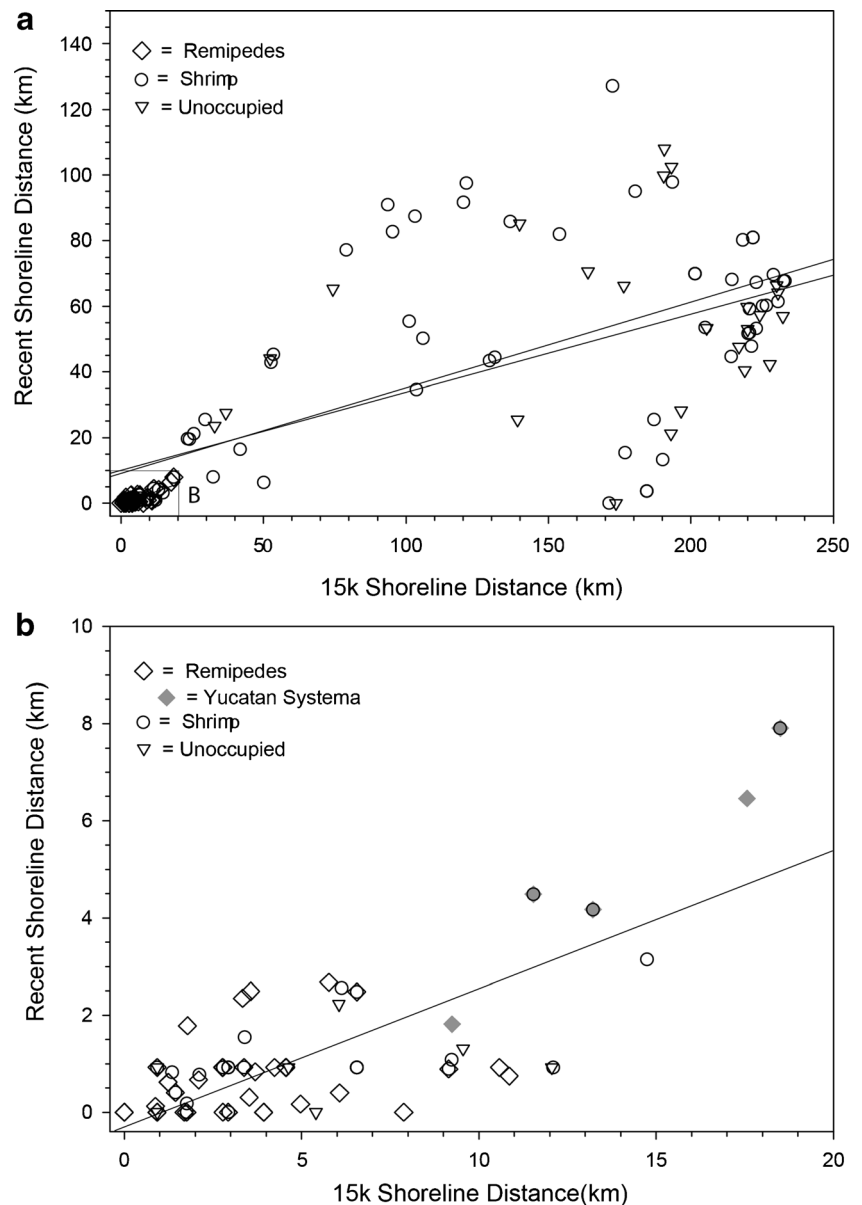 a
Recent Shoreline Distance (km)
140
120
100
80
60
40
20
0
= Remipedes
= Shrimp
= Unoccupied
B
0 50 100 150 200 250
15k Shoreline Distance (km)
b
Recent Shoreline Distance (km)
10
8
6
4
2
0
= Remipedes
= Yucatan Systema
= Shrimp
= Unoccupied
0 5 10 15 20
15k Shoreline Distance(km)